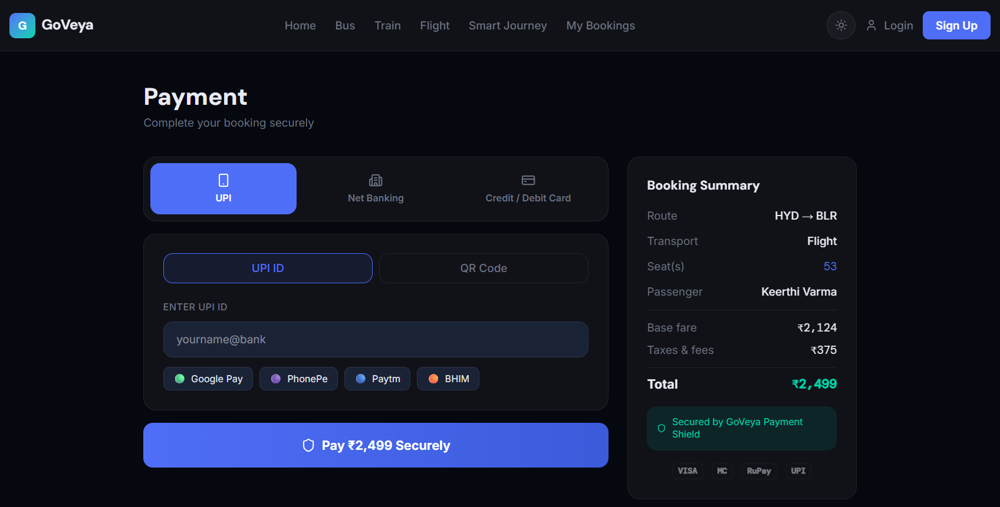 G GoVeya
Home Bus Train Flight Smart Journey My Bookings
Login Sign Up
Payment
Complete your booking securely
UPI
Net Banking
Credit / Debit Card
UPI ID
QR Code
ENTER UPI ID
yourname@bank
Google Pay PhonePe Paytm BHIM
Pay ₹2,499 Securely
Booking Summary
Route HYD → BLR
Transport Flight
Seat(s) 53
Passenger Keerthi Varma
Base fare ₹2,124
Taxes & fees ₹375
Total ₹2,499
Secured by GoVeya Payment
Shield
VISA MC RuPay UPI